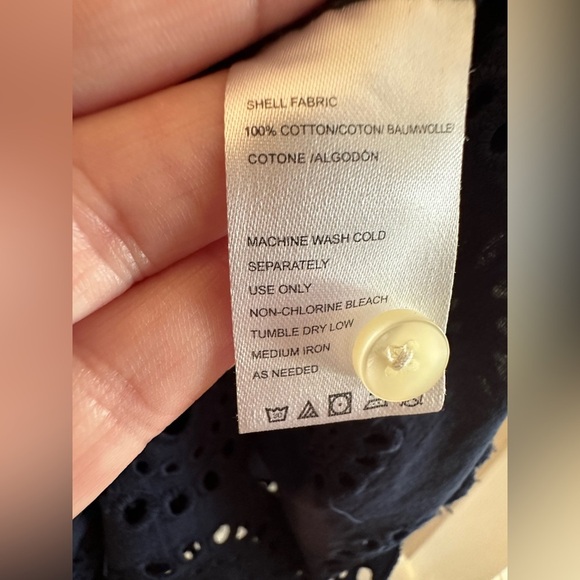 SHELL FABRIC
100% COTTON/COTON/ BAUMWOLLE/
COTONE /ALGODÓN
MACHINE WASH COLD
SEPARATELY
USE ONLY
NON-CHLORINE BLEACH
TUMBLE DRY LOW
MEDIUM IRON
AS NEEDED